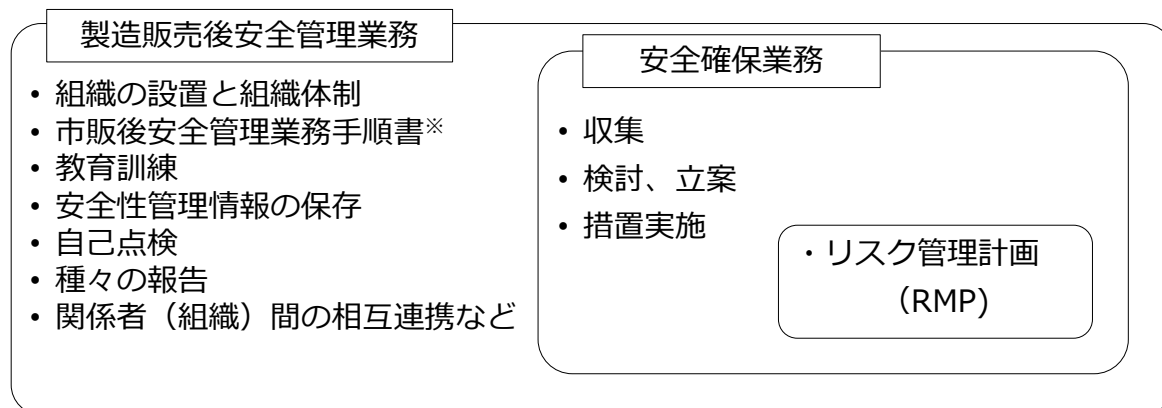 製造販売後安全管理業務
• 組織の設置と組織体制
• 市販後安全管理業務手順書※
• 教育訓練
• 安全性管理情報の保存
• 自己点検
• 種々の報告
• 関係者（組織）間の相互連携など
安全確保業務
• 収集
• 検討、立案
• 措置実施
・リスク管理計画
（RMP)